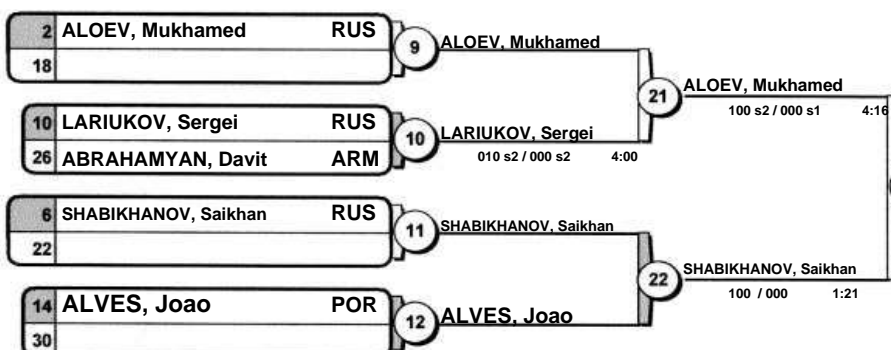 2 ALOEV, Mukhamed RUS
18
9 ALOEV, Mukhamed
10 LARIUKOV, Sergei RUS
26 ABRAHAMYAN, Davit ARM
10 LARIUKOV, Sergei
010 s2 / 000 s2 4:00
21 ALOEV, Mukhamed
100 s2 / 000 s1 4:16
6 SHABIKHANOV, Saikhan RUS
22
11 SHABIKHANOV, Saikhan
14 ALVES, Joao POR
30
12 ALVES, Joao
22 SHABIKHANOV, Saikhan
100 / 000 1:21